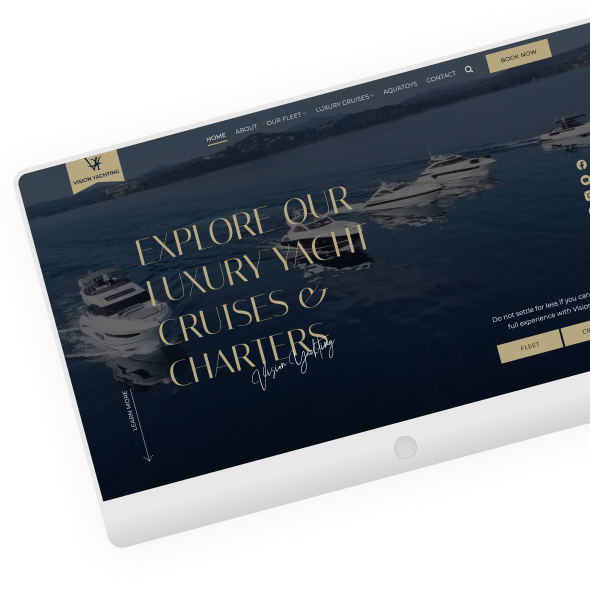 HOME
ABOUT
OUR FLEET
LUXURY CRUISES
AQUATOYS
CONTACT
BOOK NOW
VISION YACHTING
EXPLORE OUR
LUXURY YACHT
CRUISES &
CHARTERS
Vision Yachting
LEARN MORE
Do not settle for less if you can
full experience with
FLEET